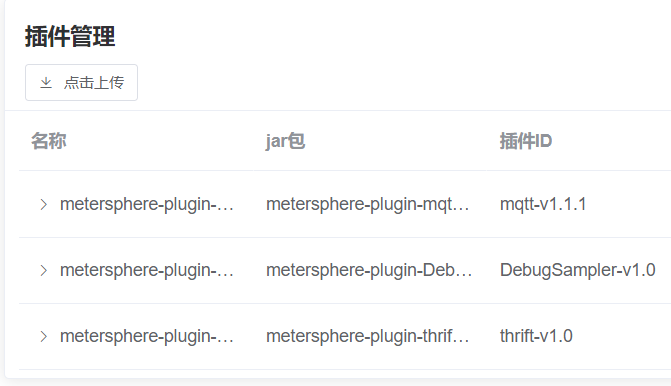 插件管理
点击上传
名称 jar包 插件ID
metersphere-plugin-... metersphere-plugin-mqt... mqtt-v1.1.1
metersphere-plugin-... metersphere-plugin-Deb... DebugSampler-v1.0
metersphere-plugin-... metersphere-plugin-thrif... thrift-v1.0